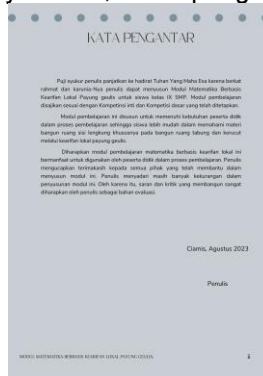 KATA PENGANTAR
Puji syukur penulis panjatkan ke hadirat Tuhan Yang Maha Esa karena berkat
rahmat dan karunia-Nya penulis dapat menyusun Modul Matematika Berbasis
Kearifan Lokal Payung geulis untuk siswa kelas IX SMP. Modul pembelajaran
disajikan sesuai dengan Kompetinsi inti dan Kompetisi dasar yang telah ditetapkan.
Modul pembelajaran ini disusun untuk memenuhi kebutuhan peserta didik
dalam proses pembelajaran sehingga siswa lebih mudah dalam memahami materi
bangun ruang sisi lengkung khususnya pada bangun ruang tabung dan kerucut
melalui kearifan lokal payung geulis.
Diharapkan modul pembelajaran matematika berbasis kearifan lokal ini
bermanfaat untuk digunakan oleh peserta didik dalam proses pembelajaran. Penulis
mengucapkan terimakasih kepada semua pihak yang telah membantu dalam
menyusun modul ini. Penulis menyadari masih banyak kekurangan dalam
penyusunan modul ini. Oleh karena itu, saran dan kritik yang membangun sangat
diharapkan oleh penulis sebagai bahan evaluasi.
Ciamis, Agustus 2023
Penulis
MODUL MATEMATIKA BERBASIS KEARIFAN LOKAL PAYUNG GEULIS
i